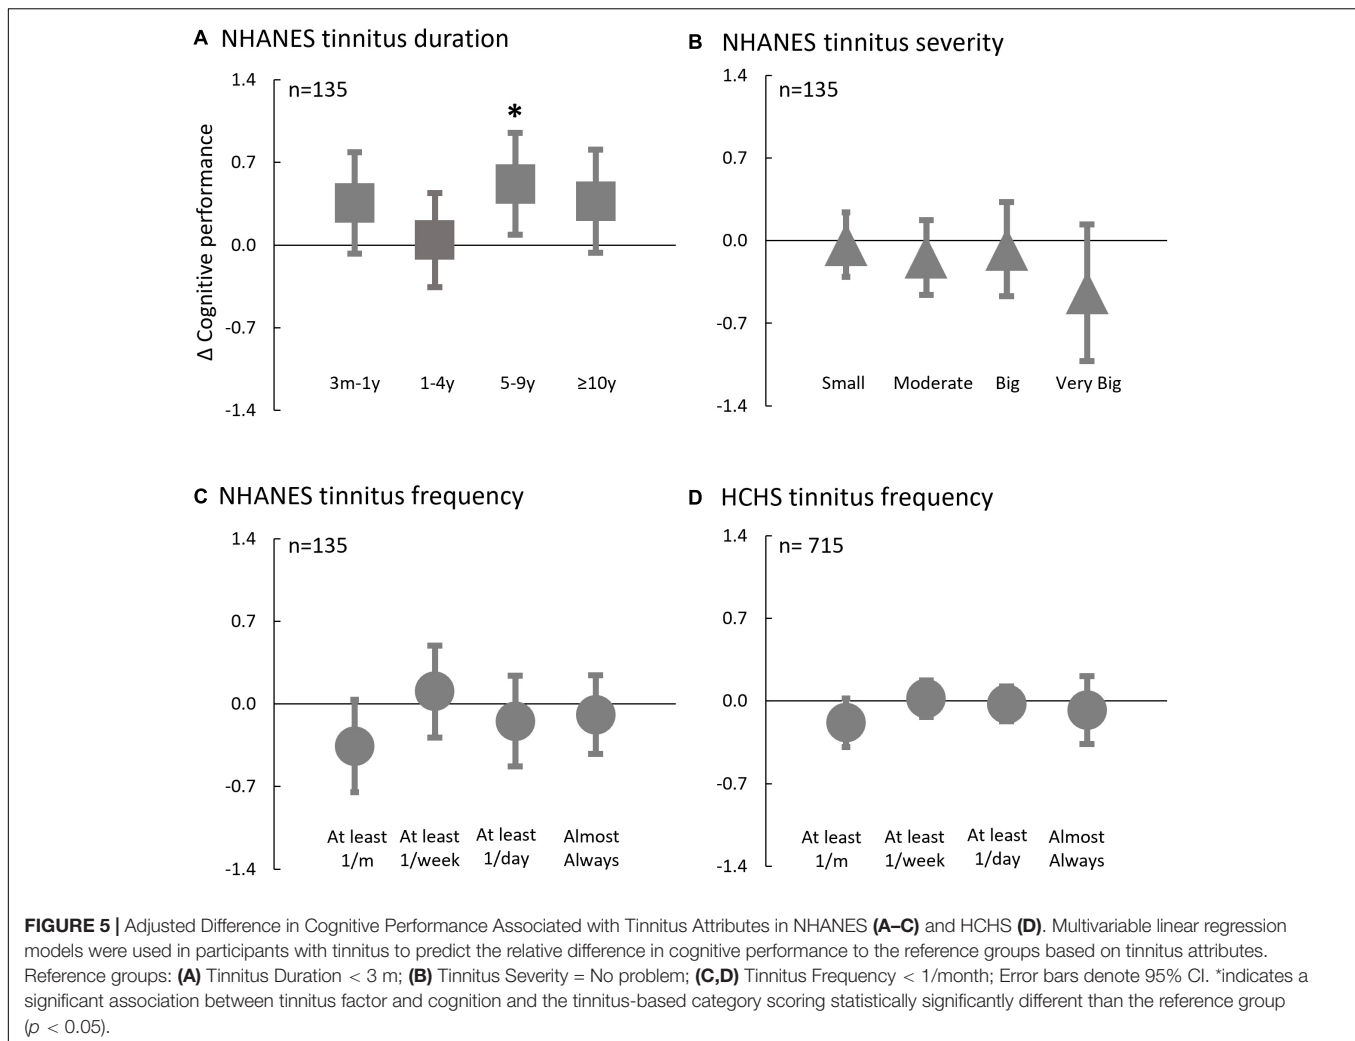 A NHANES tinnitus duration
1.4
n=135
*
0.7
0.0
-0.7
-1.4
Δ Cognitive performance
3m-1y 1-4y 5-9y ≥10y
B NHANES tinnitus severity
1.4
n=135
0.7
0.0
-0.7
-1.4
Small Moderate Big Very Big
C NHANES tinnitus frequency
1.4
n=135
0.7
0.0
-0.7
-1.4
At least At least At least Almost
1/m 1/week 1/day Always
D HCHS tinnitus frequency
1.4
n= 715
0.7
0.0
-0.7
-1.4
At least At least At least Almost
1/m 1/week 1/day Always
FIGURE 5 | Adjusted Difference in Cognitive Performance Associated with Tinnitus Attributes in NHANES (A–C) and HCHS (D). Multivariable linear regression
models were used in participants with tinnitus to predict the relative difference in cognitive performance to the reference groups based on tinnitus attributes.
Reference groups: (A) Tinnitus Duration < 3 m; (B) Tinnitus Severity = No problem; (C,D) Tinnitus Frequency < 1/month; Error bars denote 95% CI. *indicates a
significant association between tinnitus factor and cognition and the tinnitus-based category scoring statistically significantly different than the reference group
(p < 0.05).